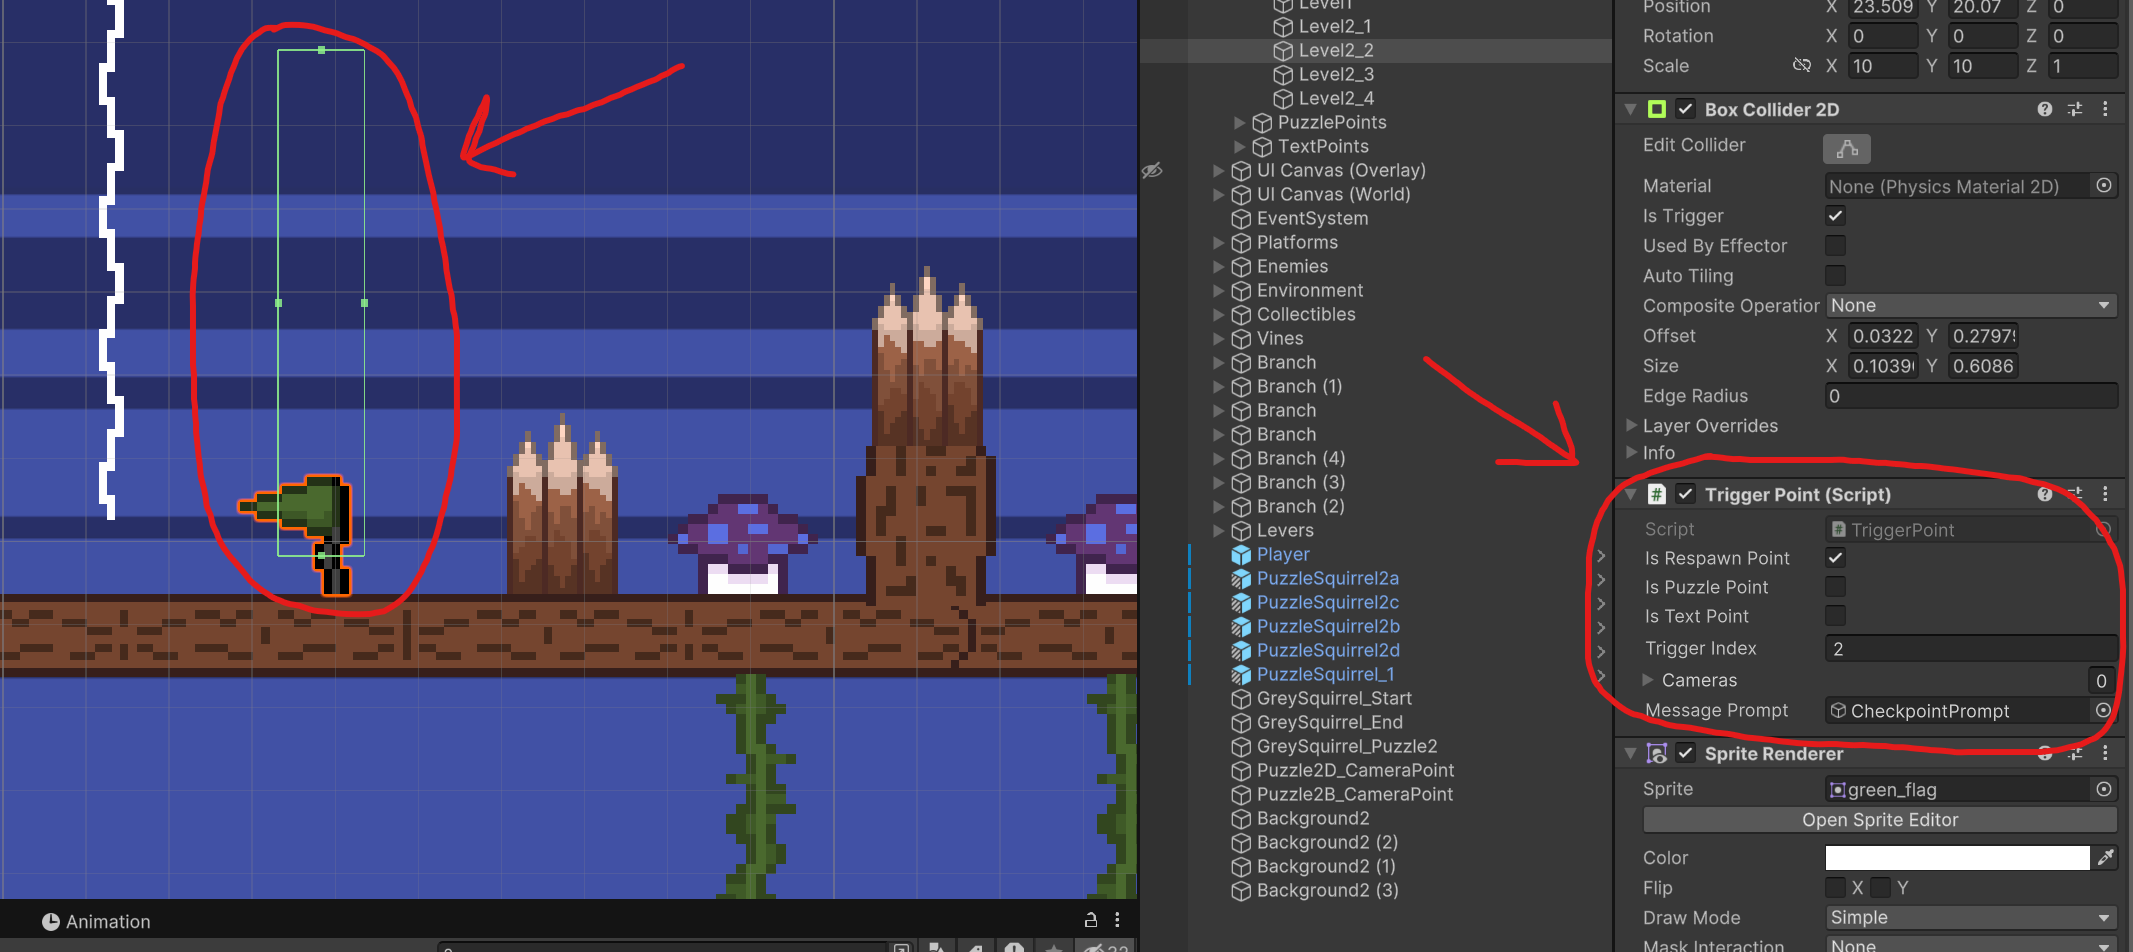 Level1
Level2_1
Level2_2
Level2_3
Level2_4
PuzzlePoints
TextPoints
UI Canvas (Overlay)
UI Canvas (World)
EventSystem
Platforms
Enemies
Environment
Collectibles
Vines
Branch
Branch (1)
Branch
Branch
Branch (4)
Branch (3)
Branch (2)
Levers
Player
PuzzleSquirrel2a
PuzzleSquirrel2c
PuzzleSquirrel2b
PuzzleSquirrel2d
PuzzleSquirrel_1
GreySquirrel_Start
GreySquirrel_End
GreySquirrel_Puzzle2
Puzzle2D_CameraPoint
Puzzle2B_CameraPoint
Background2
Background2 (2)
Background2 (1)
Background2 (3)
Position X 23.509 Y 20.07 Z 0
Rotation X 0 Y 0 Z 0
Scale X 10 Y 10 Z 1
Box Collider 2D
Edit Collider
Material None (Physics Material 2D)
Is Trigger
Used By Effector
Auto Tiling
Composite Operation None
Offset X 0.0322 Y 0.2797
Size X 0.1039 Y 0.6086
Edge Radius 0
Layer Overrides
Info
# Trigger Point (Script)
Script # TriggerPoint
Is Respawn Point
Is Puzzle Point
Is Text Point
Trigger Index 2
Cameras 0
Message Prompt CheckpointPrompt
Sprite Renderer
Sprite green_flag
Open Sprite Editor
Color
Flip X Y
Draw Mode Simple
Mask Interaction None
Animation